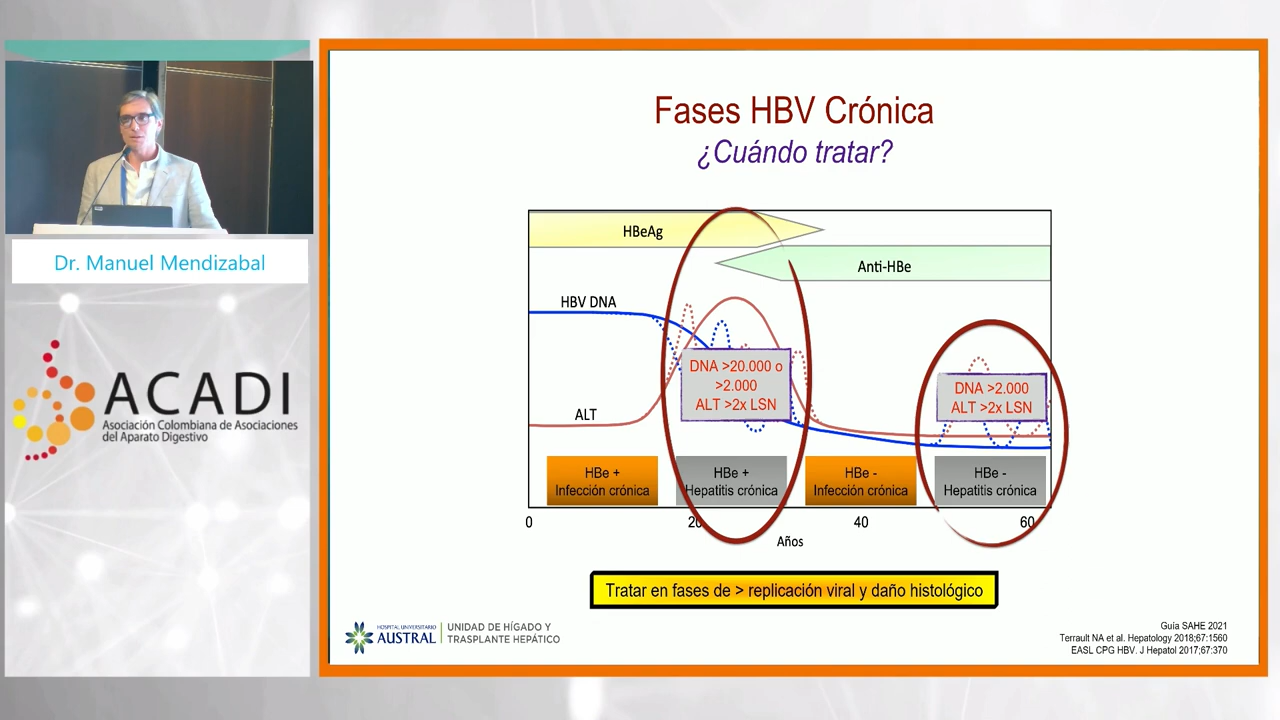 Dr. Manuel Mendizabal
ACADI
Asociación Colombiana de Asociaciones
del Aparato Digestivo
Fases HBV Crónica
¿Cuándo tratar?
HBeAg
Anti-HBe
HBV DNA
ALT
DNA >20.000 o
>2.000
ALT >2x LSN
DNA >2.000
ALT >2x LSN
HBe +
Infección crónica
HBe +
Hepatitis crónica
HBe -
Infección crónica
HBe -
Hepatitis crónica
0
20
40
60
Años
Tratar en fases de > replicación viral y daño histológico
HOSPITAL UNIVERSITARIO
AUSTRAL
UNIDAD DE HÍGADO Y
TRASPLANTE HEPÁTICO
Guía SAHE 2021
Terrault NA et al. Hepatology 2018;67:1560
EASL CPG HBV. J Hepatol 2017;67:370